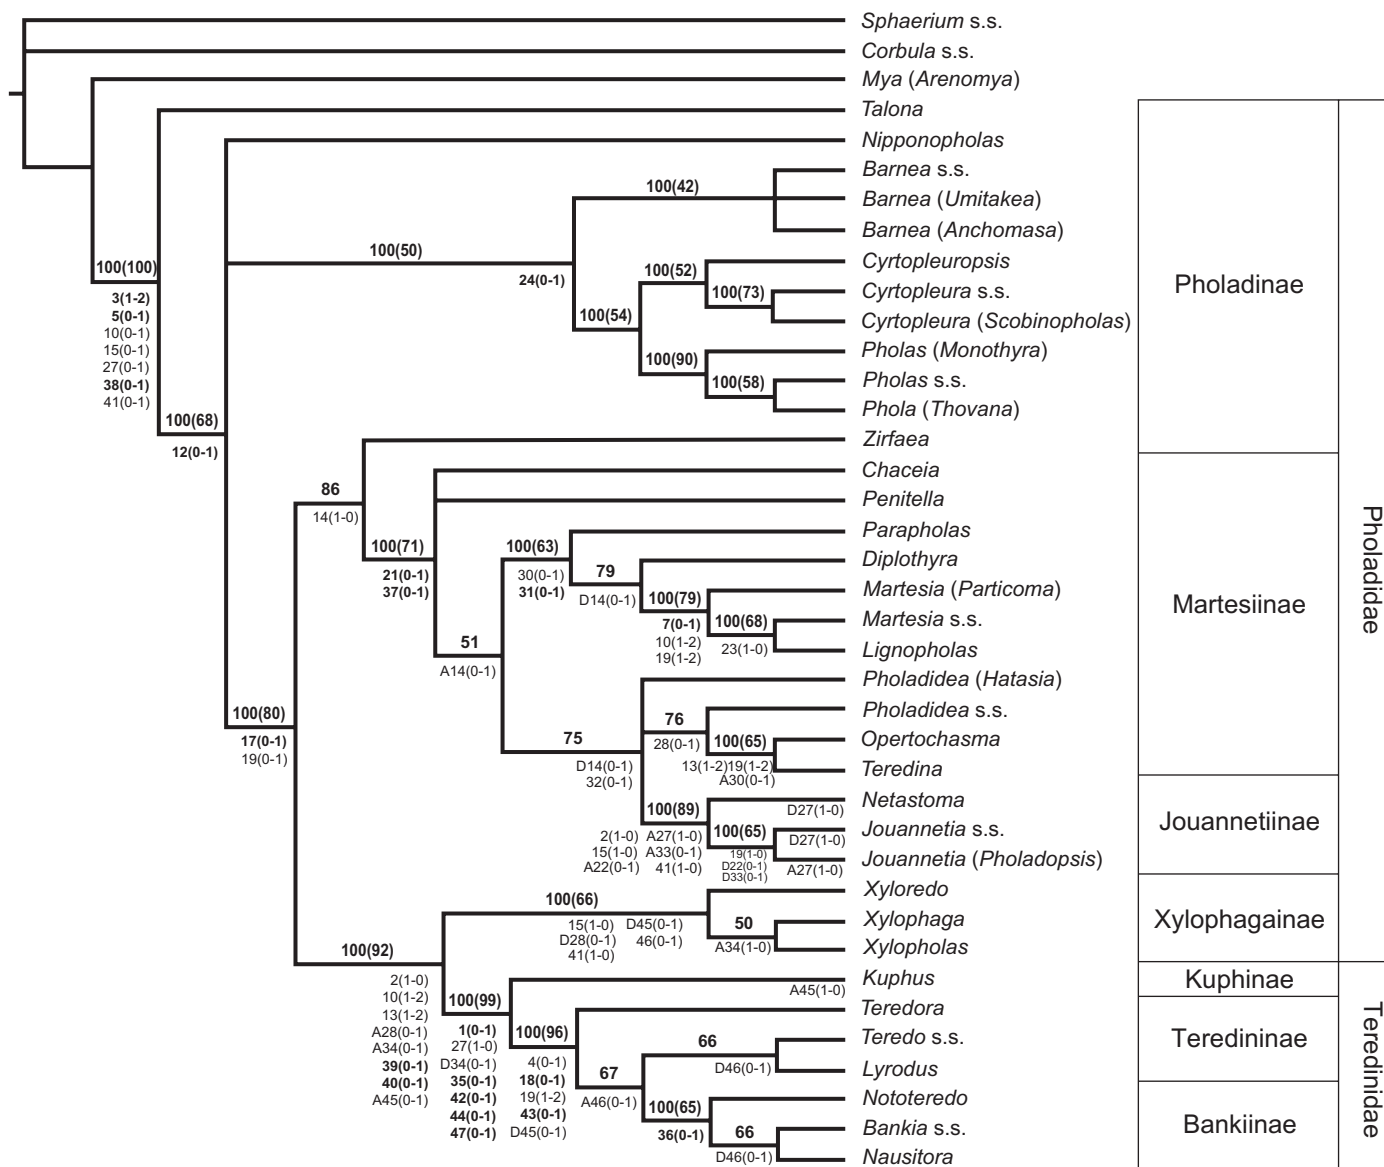 Sphaerium s.s.
Corbula s.s.
Mya (Arenomya)
Talona
Nipponopholas
Barnea s.s.
Barnea (Umitakea)
Barnea (Anchomasa)
Cyrtopleuropsis
Cyrtopleura s.s.
Cyrtopleura (Scobinopholas)
Pholas (Monothyra)
Pholas s.s.
Phola (Thovana)
Zirfaea
Chaceia
Penitella
Parapholas
Diplothyra
Martesia (Particoma)
Martesia s.s.
Lignopholas
Pholadidea (Hatasia)
Pholadidea s.s.
Opertochasma
Teredina
Netastoma
Jouannetia s.s.
Jouannetia (Pholadopsis)
Xyloredo
Xylophaga
Xylopholas
Kuphus
Teredora
Teredo s.s.
Lyrodus
Nototeredo
Bankia s.s.
Nausitora
Pholadinae
Martesiinae
Jouannetiinae
Xylophagainae
Kuphinae
Teredininae
Bankiinae
Pholadidae
Teredinidae
100(100)
3(1-2)
5(0-1)
10(0-1)
15(0-1)
27(0-1)
38(0-1)
41(0-1)
100(68)
12(0-1)
100(50)
24(0-1)
100(42)
100(54)
100(52)
100(73)
100(90)
100(58)
100(80)
17(0-1)
19(0-1)
86
14(1-0)
100(71)
21(0-1)
37(0-1)
51
A14(0-1)
100(63)
30(0-1)
31(0-1)
79
D14(0-1)
100(79)
7(0-1)
10(1-2)
19(1-2)
100(68)
23(1-0)
75
D14(0-1)
32(0-1)
76
28(0-1)
100(65)
13(1-2)19(1-2)
A30(0-1)
100(89)
2(1-0) A27(1-0)
15(1-0) A33(0-1)
A22(0-1) 41(1-0)
D27(1-0)
100(65)
19(1-0)
D22(0-1)
D33(0-1)
D27(1-0)
A27(1-0)
100(92)
2(1-0)
10(1-2)
13(1-2)
A28(0-1)
A34(0-1)
39(0-1)
40(0-1)
A45(0-1)
100(66)
15(1-0) D45(0-1)
D28(0-1) 46(0-1)
41(1-0)
50
A34(1-0)
100(99)
1(0-1)
27(1-0)
D34(0-1)
35(0-1)
42(0-1)
44(0-1)
47(0-1)
A45(1-0)
100(96)
4(0-1)
18(0-1)
19(1-2)
43(0-1)
D45(0-1)
67
A46(0-1)
66
D46(0-1)
100(65)
36(0-1)
66
D46(0-1)